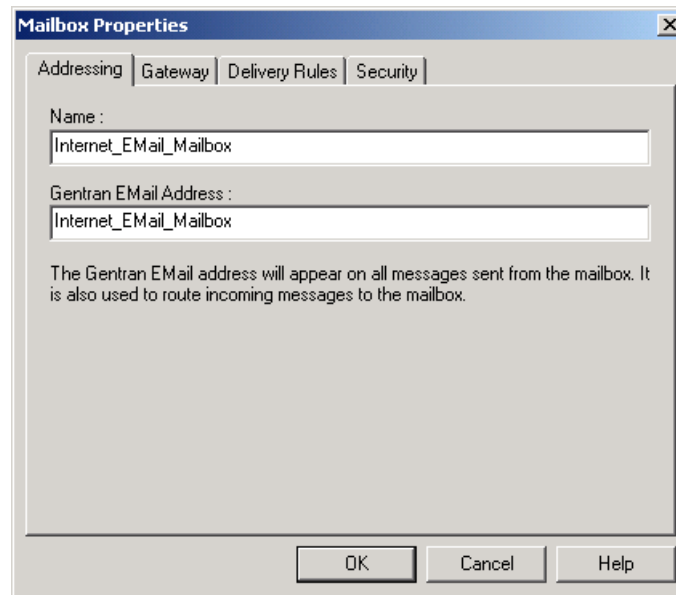 Mailbox Properties
Addressing Gateway Delivery Rules Security
Name :
Internet_EMail_Mailbox
Gentran EMail Address :
Internet_EMail_Mailbox
The Gentran EMail address will appear on all messages sent from the mailbox. It
is also used to route incoming messages to the mailbox.
OK Cancel Help